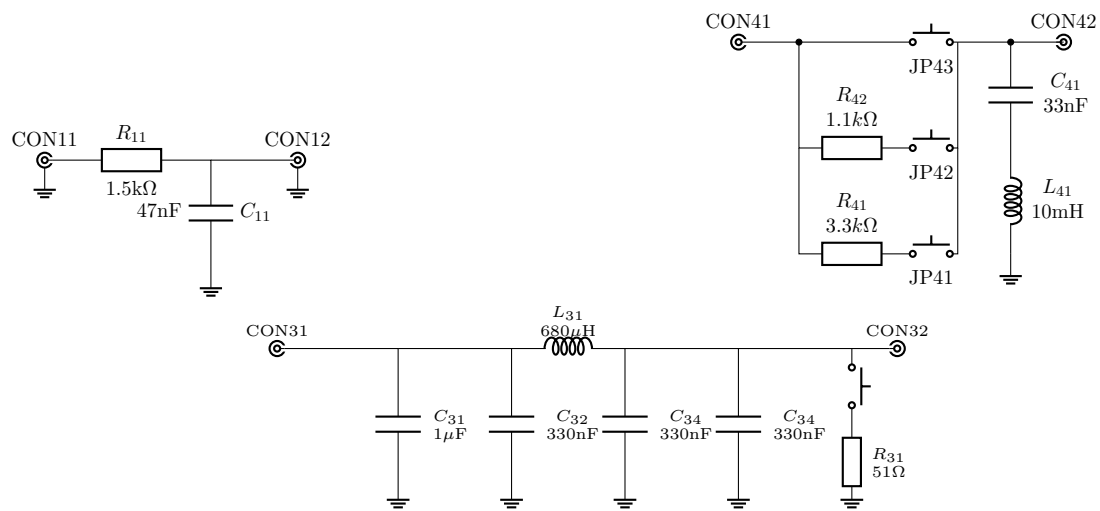 CON41
CON42
JP43
C41
33nF
R42
1.1kΩ
JP42
CON11
R11
CON12
1.5kΩ
47nF
C11
R41
3.3kΩ
JP41
L41
10mH
L31
680μH
CON31
CON32
C31
1μF
C32
330nF
C34
330nF
C34
330nF
R31
51Ω